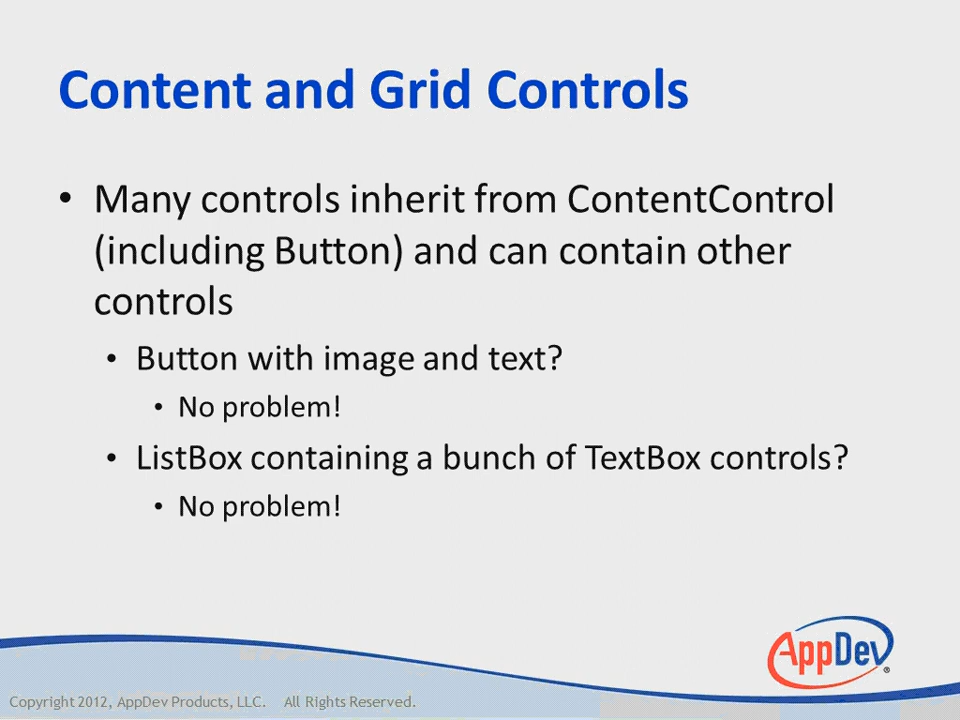 Content and Grid Controls
• Many controls inherit from ContentControl
(including Button) and can contain other
controls
• Button with image and text?
• No problem!
• ListBox containing a bunch of TextBox controls?
• No problem!
AppDev®
Copyright 2012, AppDev Products, LLC. All Rights Reserved.